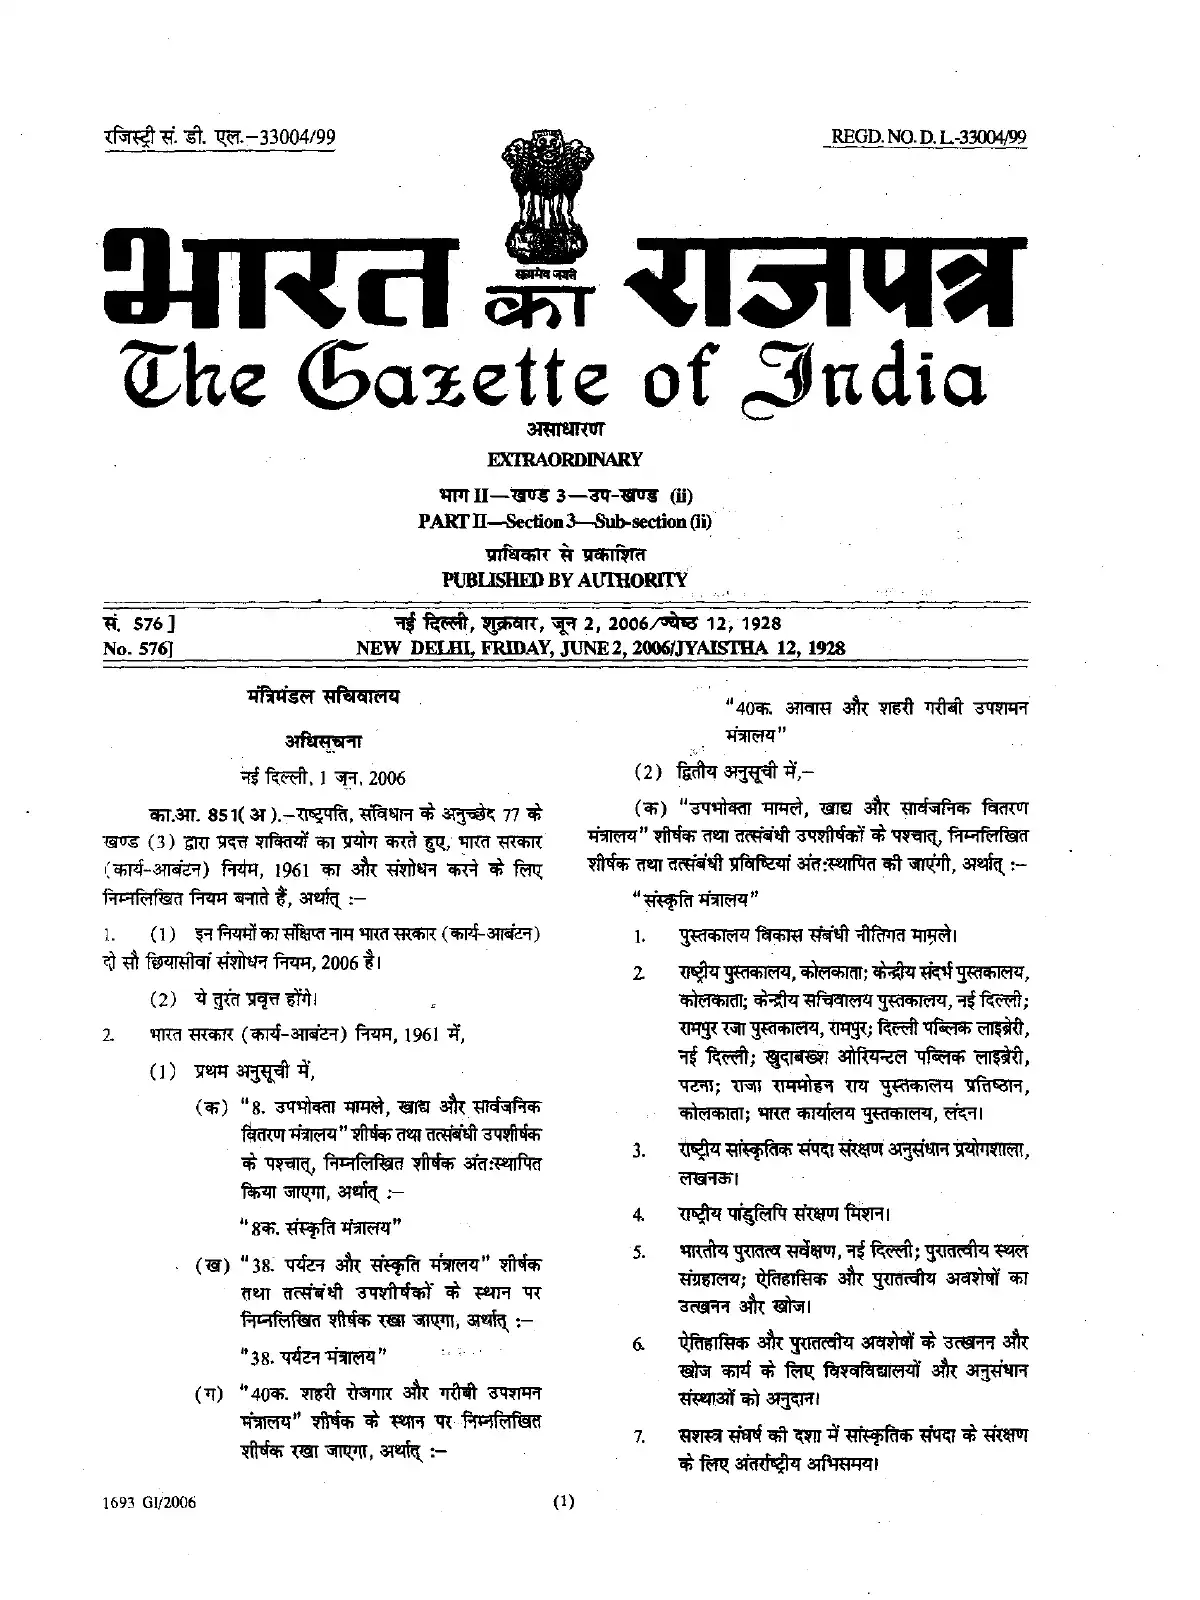 रजिस्ट्री सं. डी. एल.-33004/99
REGD. NO. D. L.-33004/99
सत्यमेव जयते
भारत का राजपत्र
The Gazette of India
असाधारण
EXTRAORDINARY
भाग II—खण्ड 3—उप-खण्ड (ii)
PART II—Section 3—Sub-section (ii)
प्राधिकार से प्रकाशित
PUBLISHED BY AUTHORITY
सं. 576]
नई दिल्ली, शुक्रवार, जून 2, 2006/ज्येष्ठ 12, 1928
No. 576]
NEW DELHI, FRIDAY, JUNE 2, 2006/JYAISTHA 12, 1928
मंत्रिमंडल सचिवालय
अधिसूचना
नई दिल्ली, 1 जून, 2006
का.आ. 851( अ ).–राष्ट्रपति, संविधान के अनुच्छेद 77 के
खण्ड (3) द्वारा प्रदत्त शक्तियों का प्रयोग करते हुए, भारत सरकार
(कार्य-आबंटन) नियम, 1961 का और संशोधन करने के लिए
निम्नलिखित नियम बनाते हैं, अर्थात् :–
1. (1) इन नियमों का संक्षिप्त नाम भारत सरकार (कार्य-आबंटन)
दो सौ छियासीवां संशोधन नियम, 2006 है।
(2) ये तुरंत प्रवृत्त होंगे।
2. भारत सरकार (कार्य-आबंटन) नियम, 1961 में,
(1) प्रथम अनुसूची में,
(क) "8. उपभोक्ता मामले, खाद्य और सार्वजनिक
वितरण मंत्रालय" शीर्षक तथा तत्संबंधी उपशीर्षक
के पश्चात्, निम्नलिखित शीर्षक अंत:स्थापित
किया जाएगा, अर्थात् :–
"8क. संस्कृति मंत्रालय"
(ख) "38. पर्यटन और संस्कृति मंत्रालय" शीर्षक
तथा तत्संबंधी उपशीर्षकों के स्थान पर
निम्नलिखित शीर्षक रखा जाएगा, अर्थात् :–
"38. पर्यटन मंत्रालय"
(ग) "40क. शहरी रोजगार और गरीबी उपशमन
मंत्रालय" शीर्षक के स्थान पर निम्नलिखित
शीर्षक रखा जाएगा, अर्थात् :–
"40क. आवास और शहरी गरीबी उपशमन
मंत्रालय"
(2) द्वितीय अनुसूची में,–
(क) "उपभोक्ता मामले, खाद्य और सार्वजनिक वितरण
मंत्रालय" शीर्षक तथा तत्संबंधी उपशीर्षकों के पश्चात्, निम्नलिखित
शीर्षक तथा तत्संबंधी प्रविष्टियां अंत:स्थापित की जाएंगी, अर्थात् :–
"संस्कृति मंत्रालय"
1. पुस्तकालय विकास संबंधी नीतिगत मामले।
2. राष्ट्रीय पुस्तकालय, कोलकाता; केन्द्रीय संदर्भ पुस्तकालय,
कोलकाता; केन्द्रीय सचिवालय पुस्तकालय, नई दिल्ली;
रामपुर रजा पुस्तकालय, रामपुर; दिल्ली पब्लिक लाइब्रेरी,
नई दिल्ली; खुदाबख्श ओरियन्टल पब्लिक लाइब्रेरी,
पटना; राजा राममोहन राय पुस्तकालय प्रतिष्ठान,
कोलकाता; भारत कार्यालय पुस्तकालय, लंदन।
3. राष्ट्रीय सांस्कृतिक संपदा संरक्षण अनुसंधान प्रयोगशाला,
लखनऊ।
4. राष्ट्रीय पांडुलिपि संरक्षण मिशन।
5. भारतीय पुरातत्व सर्वेक्षण, नई दिल्ली; पुरातत्वीय स्थल
संग्रहालय; ऐतिहासिक और पुरातत्वीय अवशेषों का
उत्खनन और खोज।
6. ऐतिहासिक और पुरातत्वीय अवशेषों के उत्खनन और
खोज कार्य के लिए विश्वविद्यालयों और अनुसंधान
संस्थाओं को अनुदान।
7. सशस्त्र संघर्ष की दशा में सांस्कृतिक संपदा के संरक्षण
के लिए अंतर्राष्ट्रीय अभिसमय।
1693 GI/2006
(1)